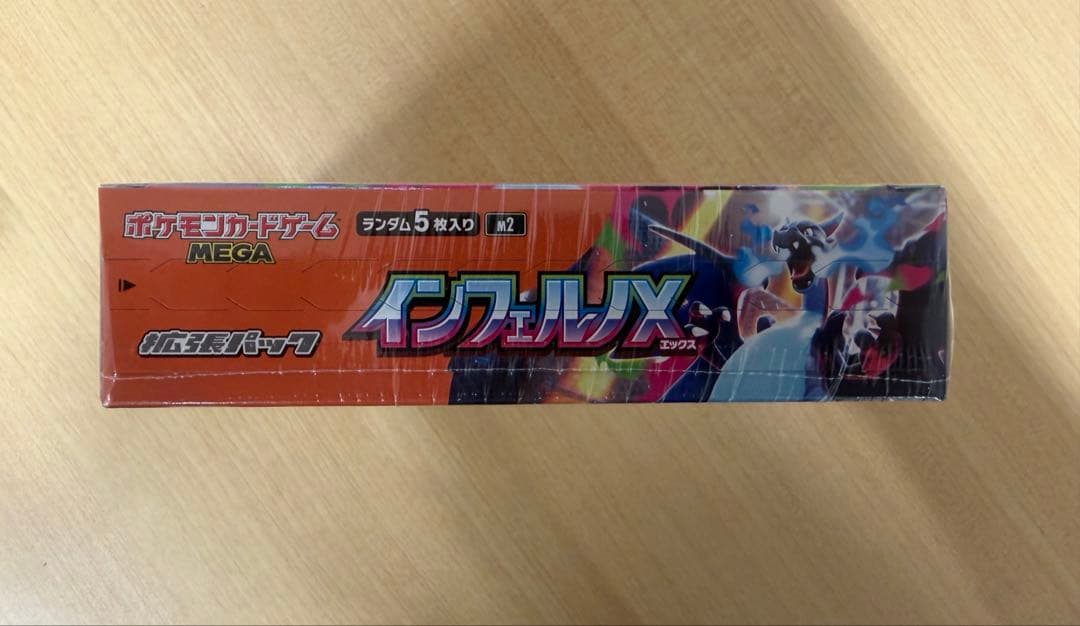 ポケモンカードゲーム
MEGA
ランダム5枚入り M2
拡張パック
インフェルノX
エックス